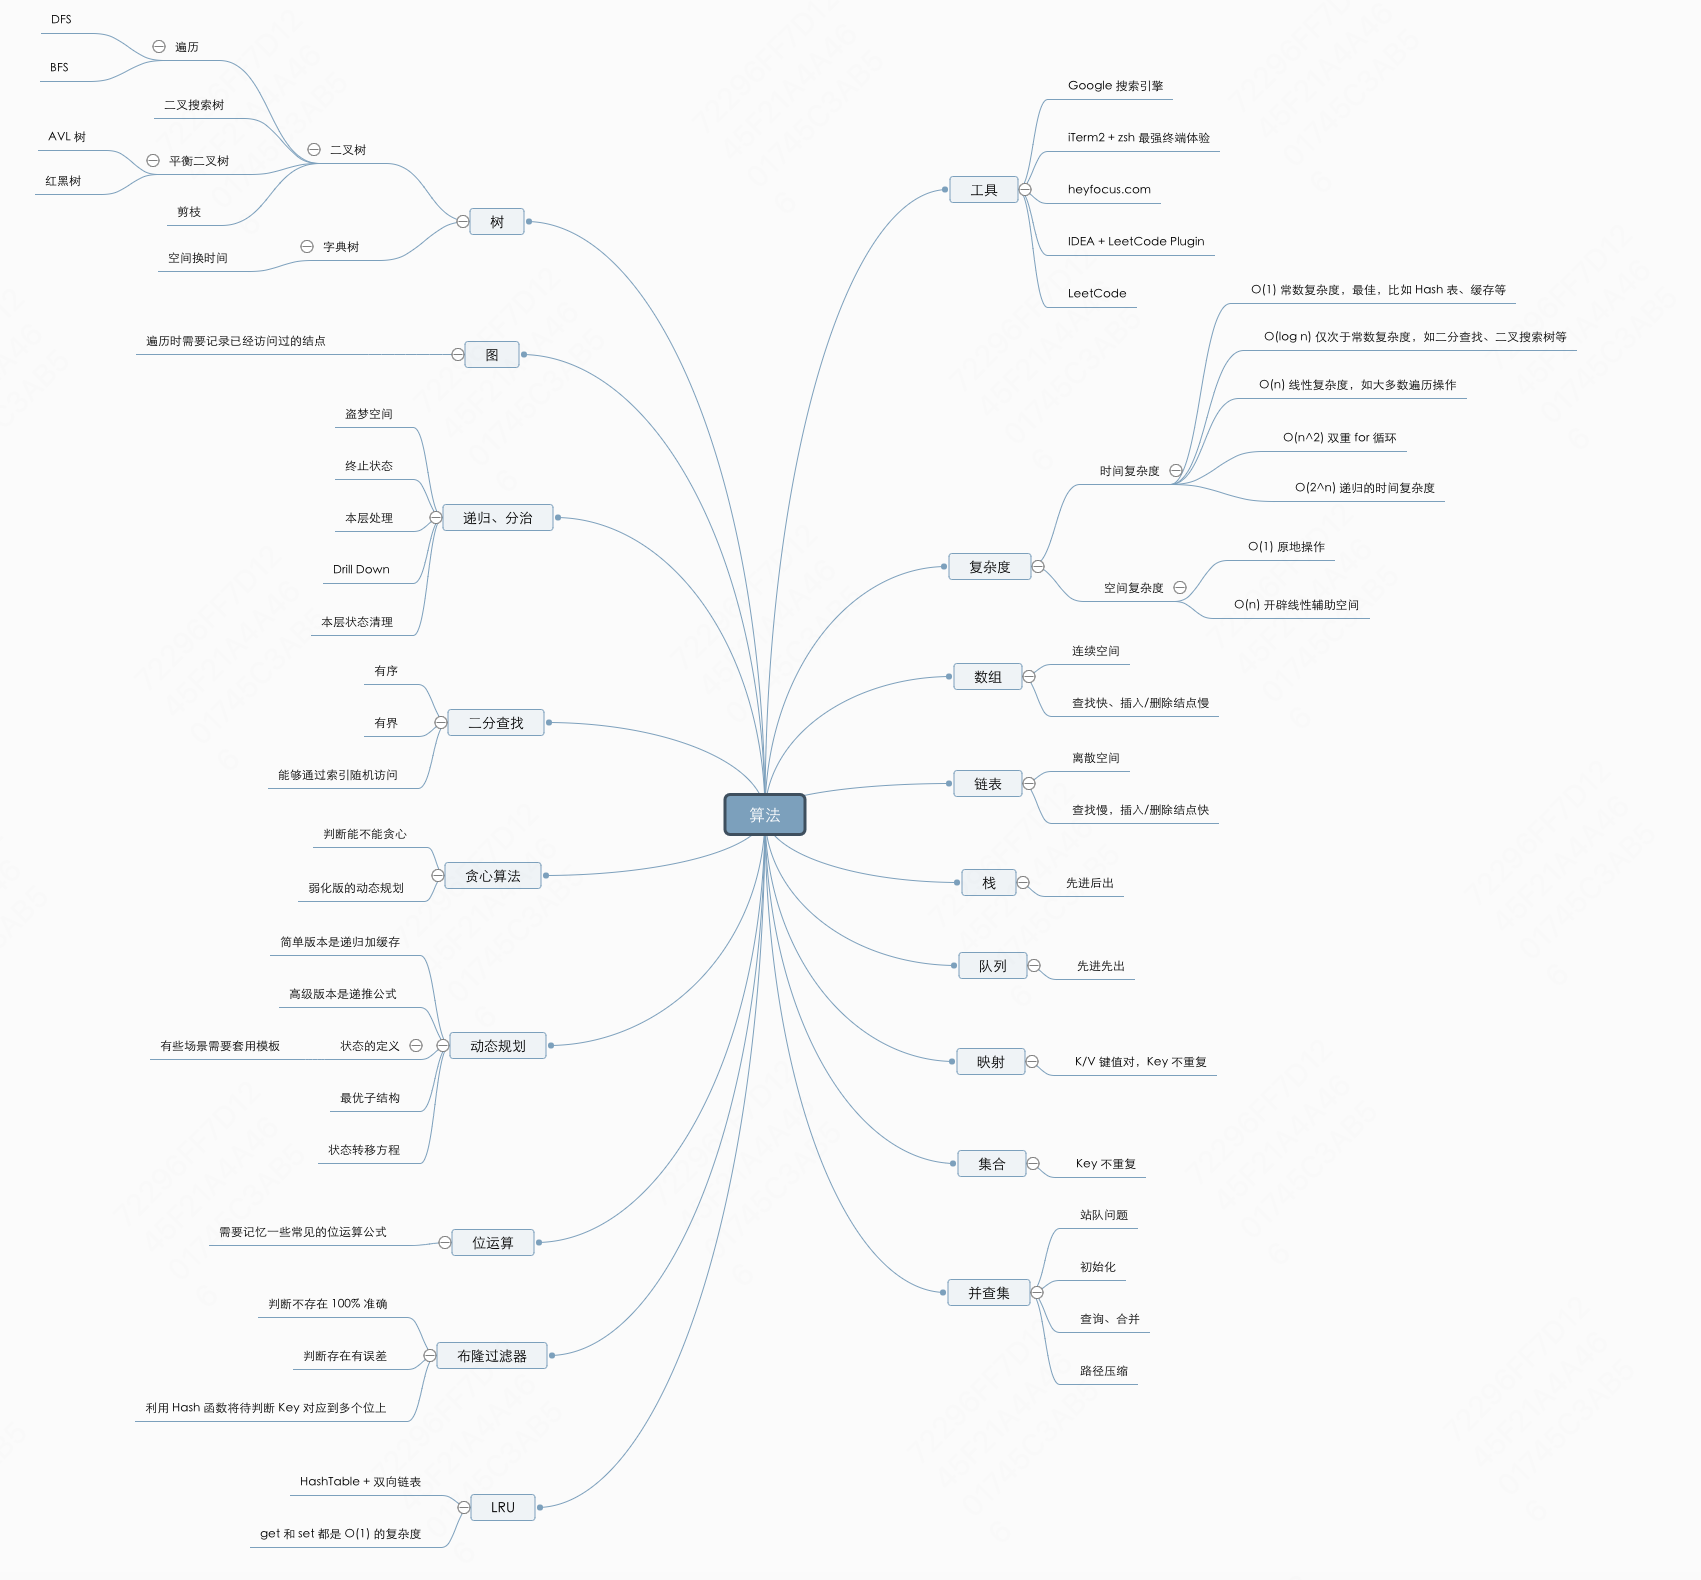 算法
工具
Google 搜索引擎
iTerm2 + zsh 最强终端体验
heyfocus.com
IDEA + LeetCode Plugin
LeetCode
复杂度
时间复杂度
O(1) 常数复杂度，最佳，比如 Hash 表、缓存等
O(log n) 仅次于常数复杂度，如二分查找、二叉搜索树等
O(n) 线性复杂度，如大多数遍历操作
O(n^2) 双重 for 循环
O(2^n) 递归的时间复杂度
空间复杂度
O(1) 原地操作
O(n) 开辟线性辅助空间
数组
连续空间
查找快、插入/删除结点慢
链表
离散空间
查找慢，插入/删除结点快
栈
先进后出
队列
先进先出
映射
K/V 键值对，Key 不重复
集合
Key 不重复
并查集
站队问题
初始化
查询、合并
路径压缩
树
二叉树
遍历
DFS
BFS
二叉搜索树
平衡二叉树
AVL 树
红黑树
剪枝
字典树
空间换时间
图
遍历时需要记录已经访问过的结点
递归、分治
盗梦空间
终止状态
本层处理
Drill Down
本层状态清理
二分查找
有序
有界
能够通过索引随机访问
贪心算法
判断能不能贪心
弱化版的动态规划
动态规划
简单版本是递归加缓存
高级版本是递推公式
状态的定义
有些场景需要套用模板
最优子结构
状态转移方程
位运算
需要记忆一些常见的位运算公式
布隆过滤器
判断不存在 100% 准确
判断存在有误差
利用 Hash 函数将待判断 Key 对应到多个位上
LRU
HashTable + 双向链表
get 和 set 都是 O(1) 的复杂度